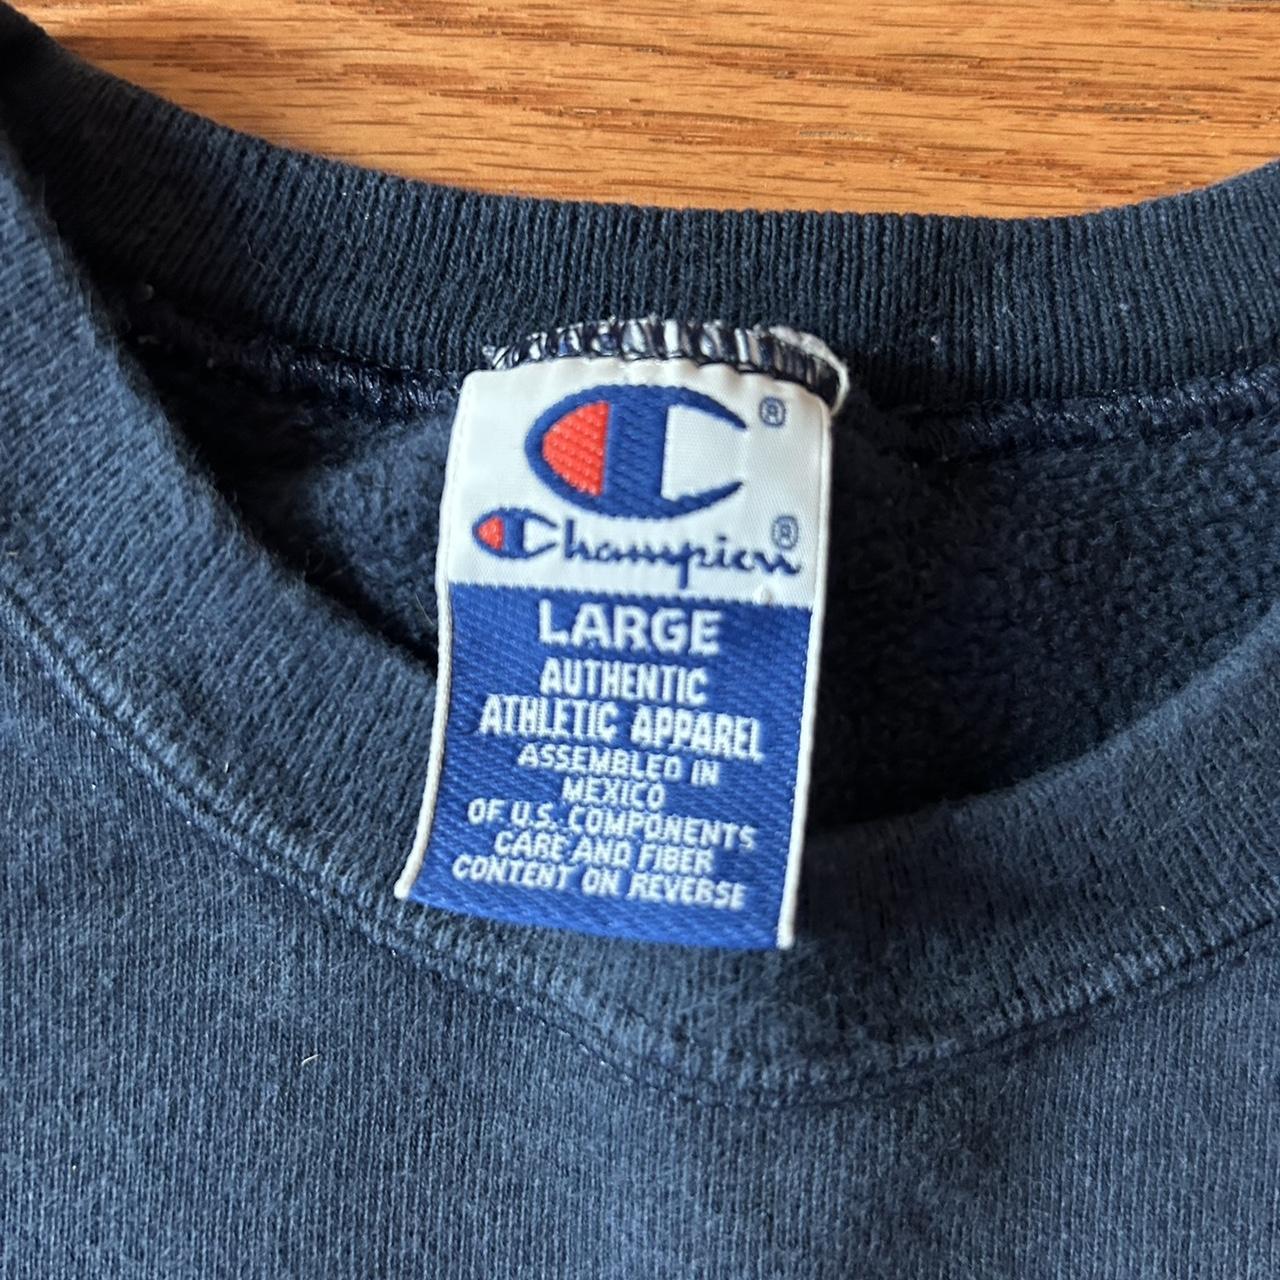 ®
Champion®
LARGE
AUTHENTIC
ATHLETIC APPAREL
ASSEMBLED IN
MEXICO
OF U.S. COMPONENTS
CARE AND FIBER
CONTENT ON REVERSE